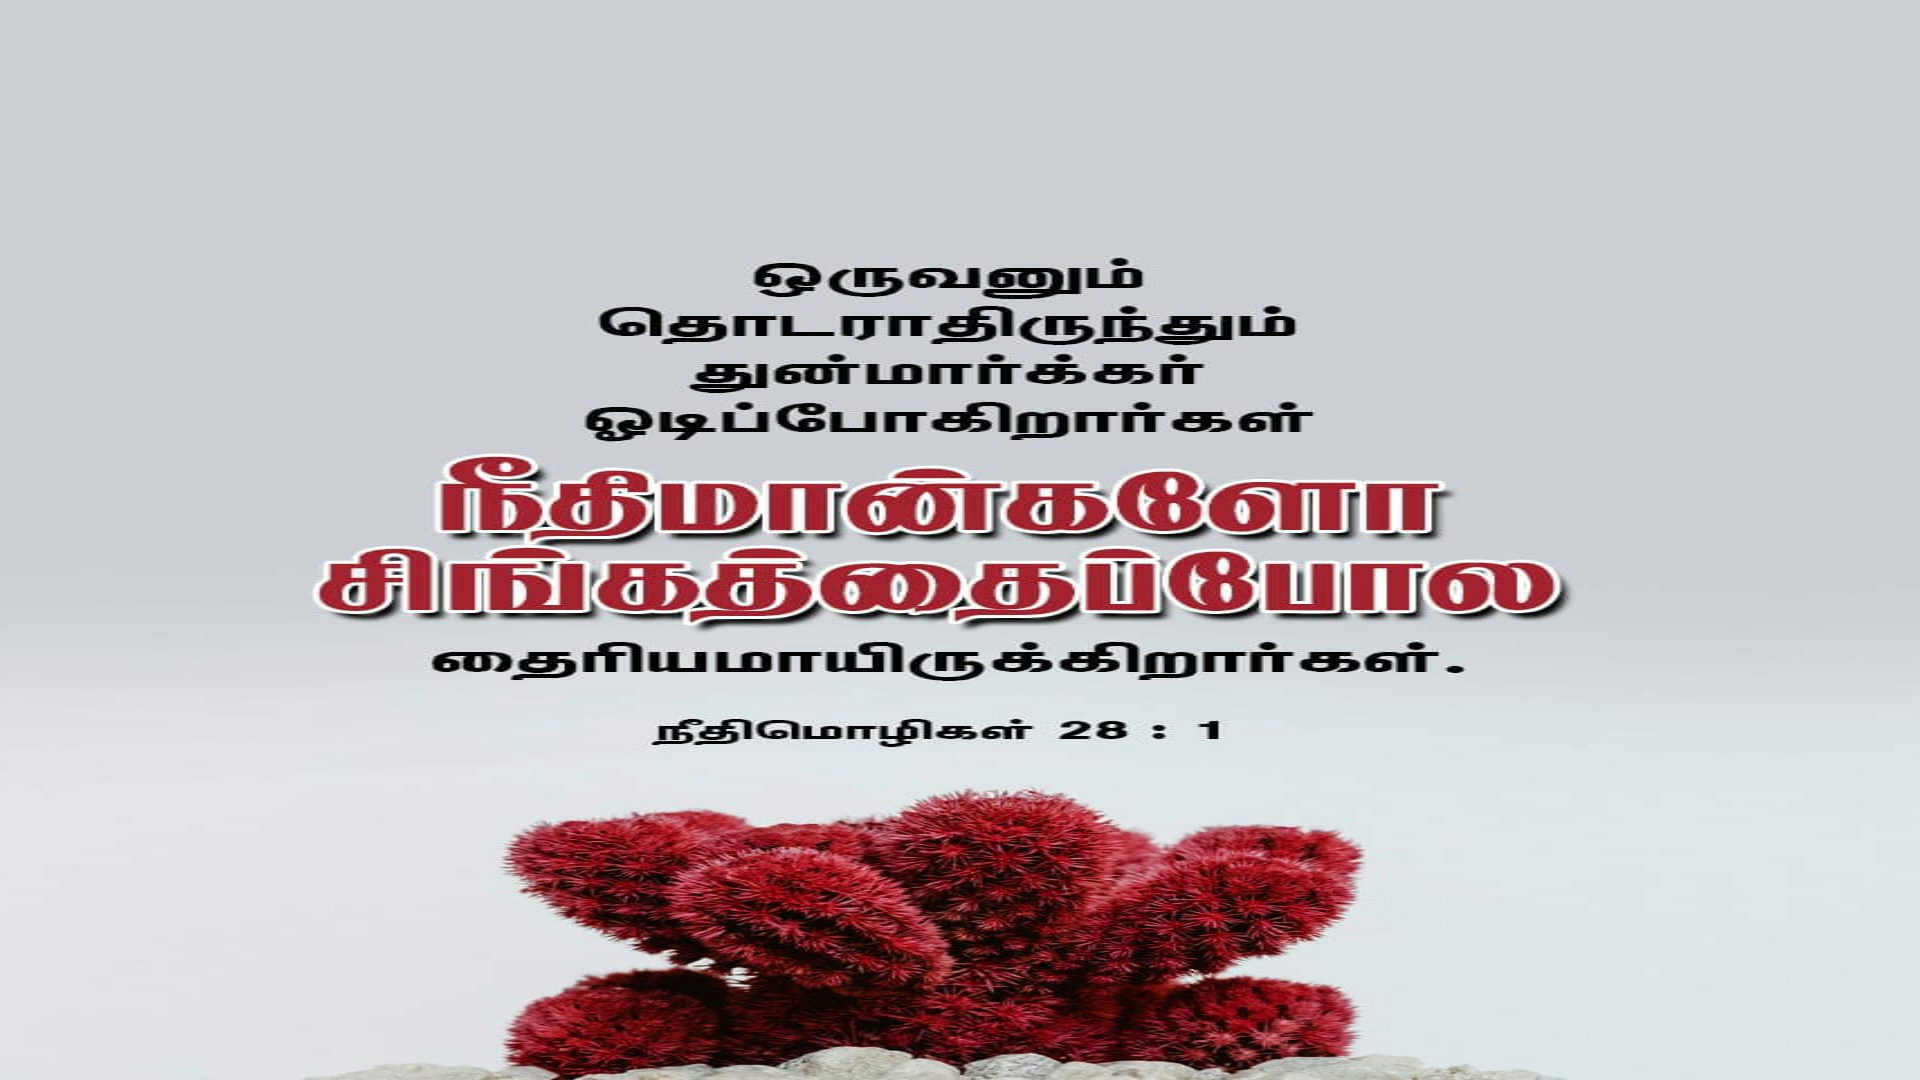 ஒருவனும்
தொடராதிருந்தும்
துன்மார்க்கர்
ஓடிப்போகிறார்கள்
நீதிமான்களோ
சிங்கத்தைப்போல
தைரியமாயிருக்கிறார்கள்.
நீதிமொழிகள் 28 : 1